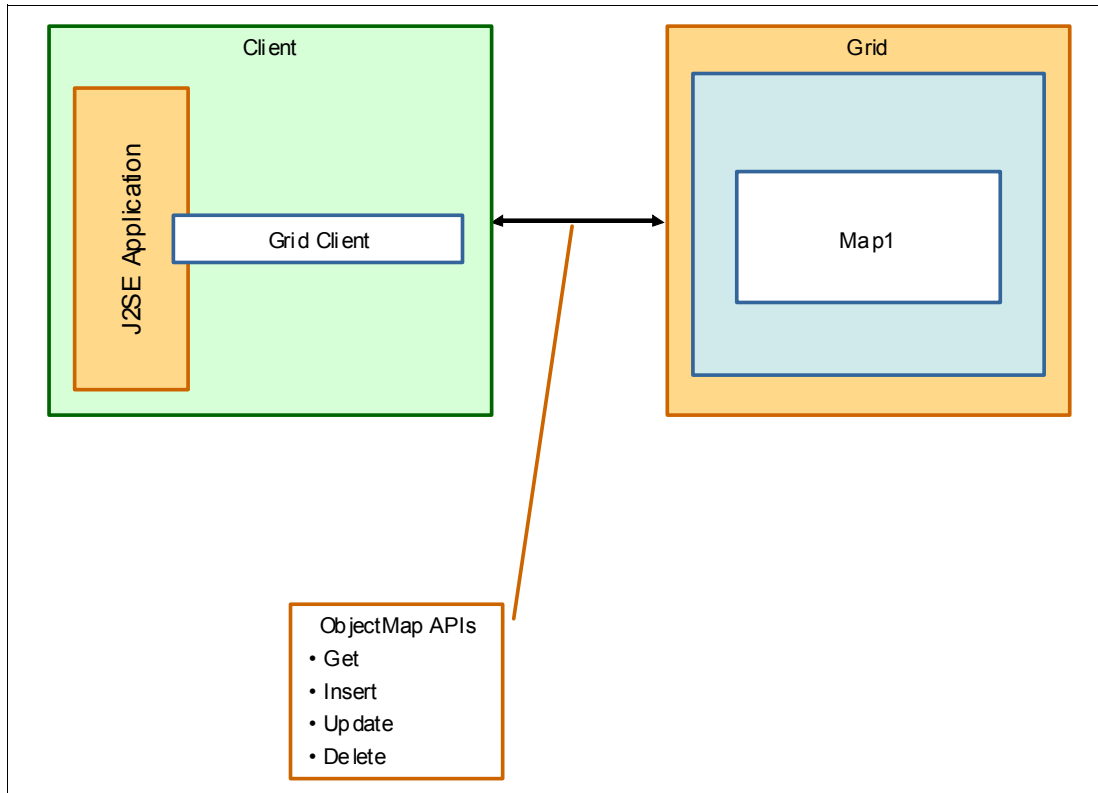 Client
Grid
J2SE Application
Grid Client
Map1
ObjectMap APIs
• Get
• Insert
• Update
• Delete